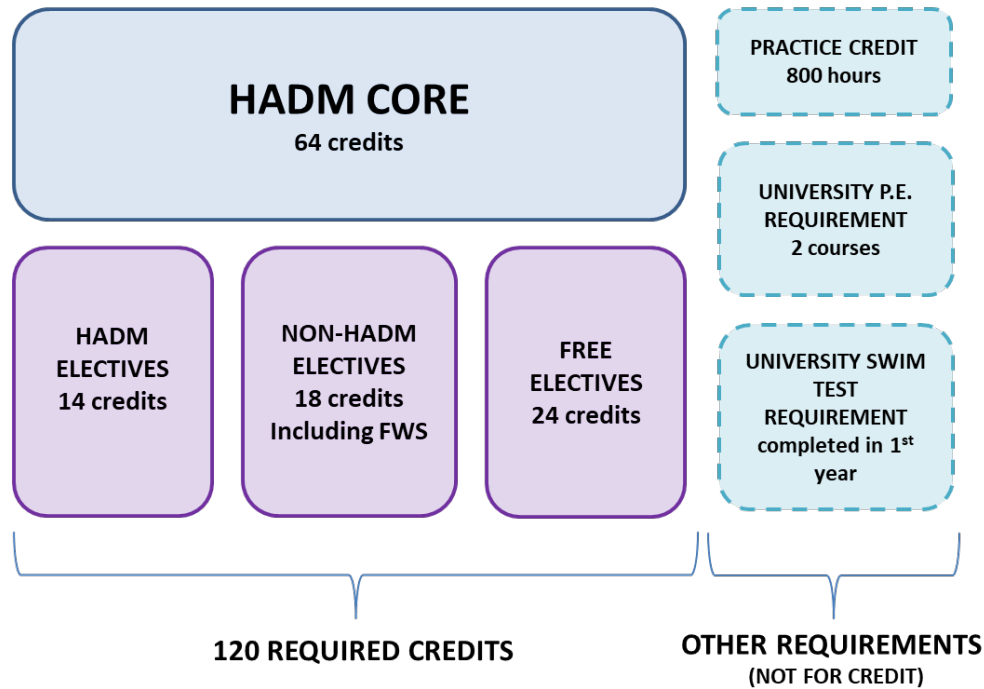 HADM CORE
64 credits
HADM
ELECTIVES
14 credits
NON-HADM
ELECTIVES
18 credits
Including FWS
FREE
ELECTIVES
24 credits
120 REQUIRED CREDITS
PRACTICE CREDIT
800 hours
UNIVERSITY P.E.
REQUIREMENT
2 courses
UNIVERSITY SWIM
TEST
REQUIREMENT
completed in 1st
year
OTHER REQUIREMENTS
(NOT FOR CREDIT)